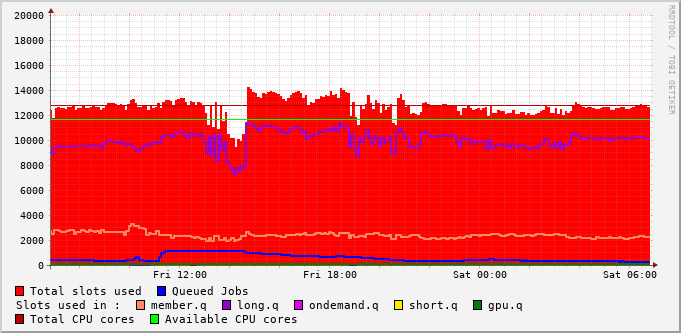 20000
18000
16000
14000
12000
10000
8000
6000
4000
2000
0
Fri 12:00 Fri 18:00 Sat 00:00 Sat 06:00
RRDTOOL / TOBI OETIKER
Total slots used Queued Jobs
Slots used in : member.q long.q ondemand.q short.q gpu.q
Total CPU cores Available CPU cores